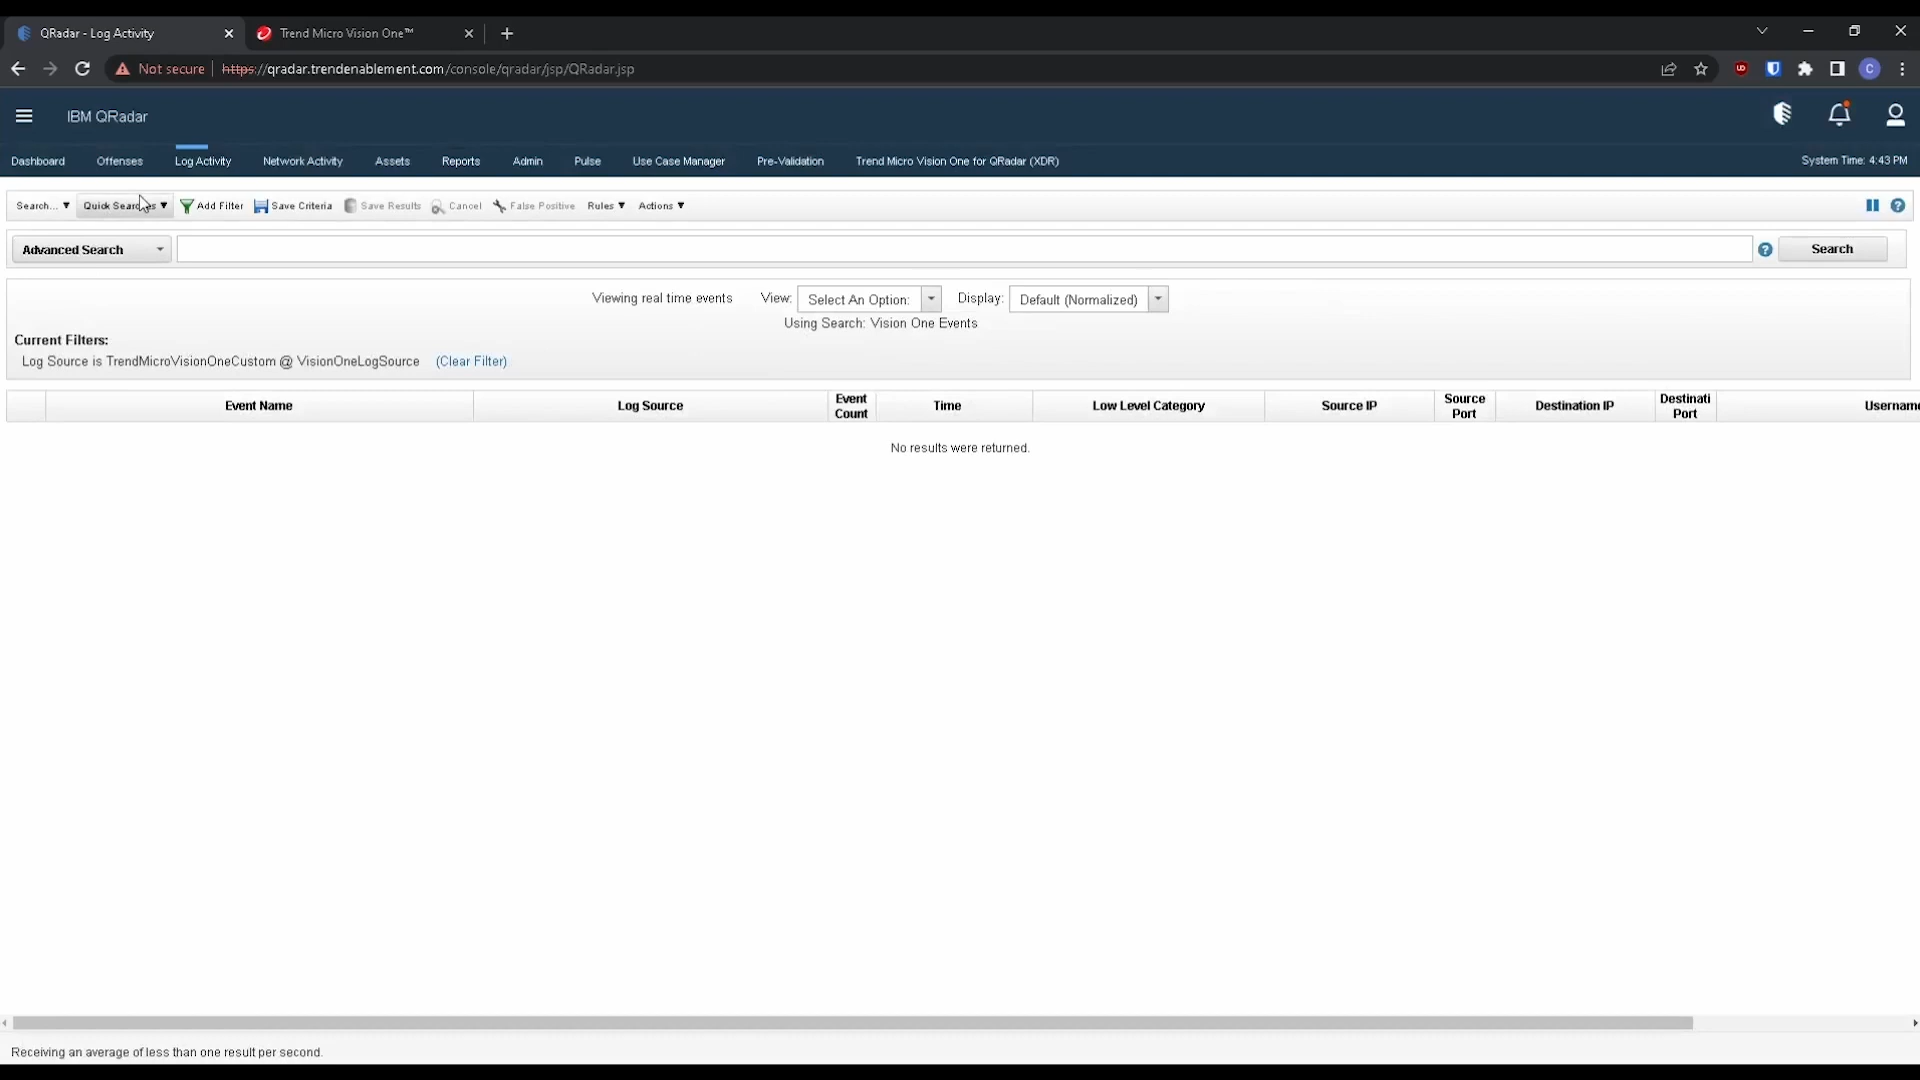 QRadar - Log Activity
Trend Micro Vision One™
Not secure
https://qradar.trendenablement.com/console/qradar/jsp/QRadar.jsp
C
IBM QRadar
Dashboard Offenses Log Activity Network Activity Assets Reports Admin Pulse Use Case Manager Pre-Validation Trend Micro Vision One for QRadar (XDR) System Time: 4:43 PM
Search... ▼ Quick Searches ▼ Add Filter Save Criteria Save Results Cancel False Positive Rules ▼ Actions ▼
Advanced Search
Search
Viewing real time events View: Select An Option: Display: Default (Normalized)
Using Search: Vision One Events
Current Filters:
Log Source is TrendMicroVisionOneCustom @ VisionOneLogSource (Clear Filter)
Event Name Log Source Event Count Time Low Level Category Source IP Source Port Destination IP Destinati Port Username
No results were returned.
Receiving an average of less than one result per second.